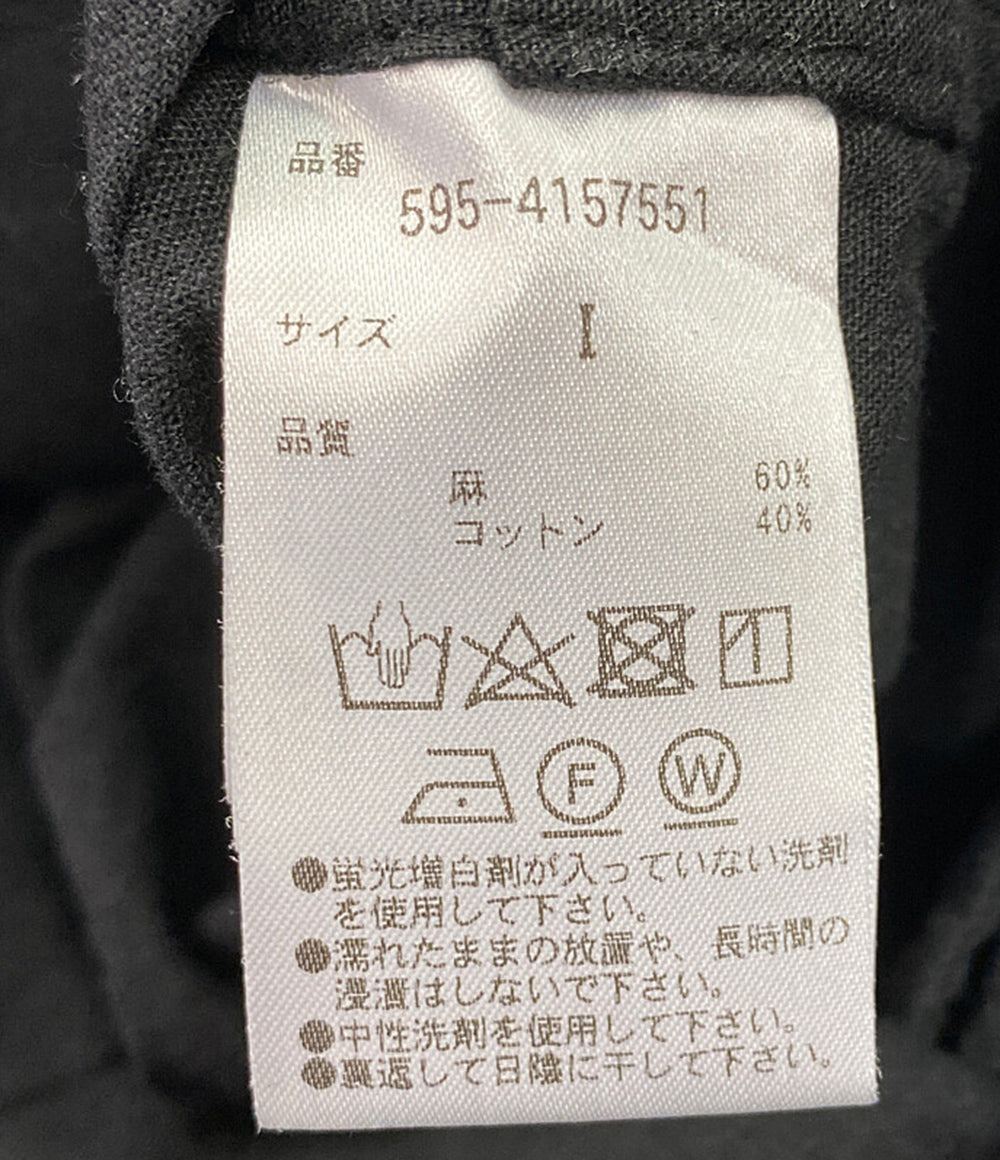 品番
595-4157551
サイズ
I
品質
麻 60%
コットン 40%
F W
●蛍光増白剤が入っていない洗剤
を使用して下さい。
●濡れたままの放置や、長時間の
浸漬はしないで下さい。
●中性洗剤を使用して下さい。
●裏返して日陰に干して下さい。